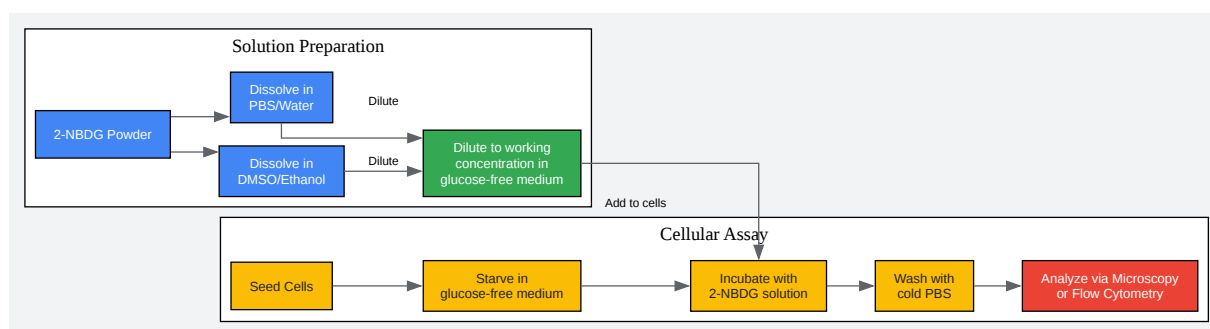 Solution Preparation
2-NBDG Powder
Dissolve in
PBS/Water
Dilute
Dissolve in
DMSO/Ethanol
Dilute
Dilute to working
concentration in
glucose-free medium
Add to cells
Cellular Assay
Seed Cells
Starve in
glucose-free medium
Incubate with
2-NBDG solution
Wash with
cold PBS
Analyze via Microscopy
or Flow Cytometry